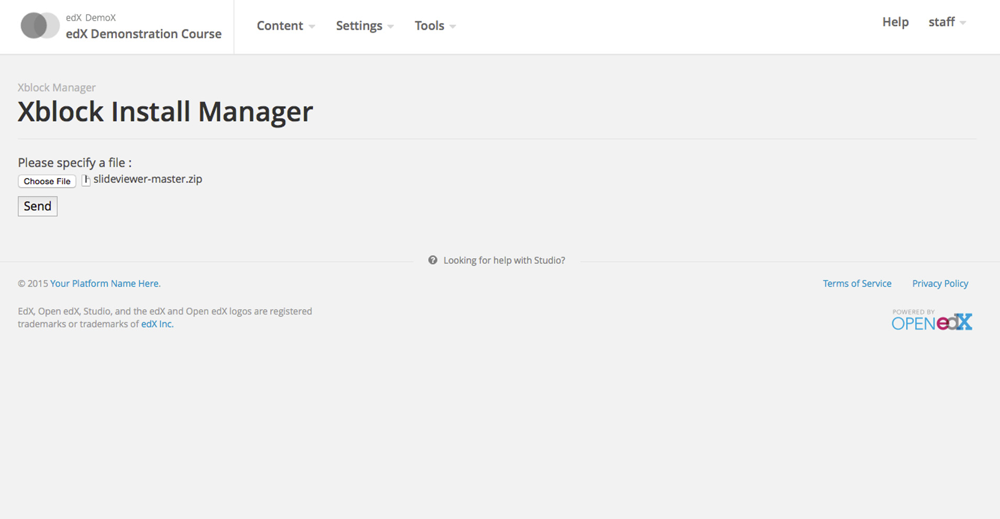 edX DemoX
edX Demonstration Course
Content
Settings
Tools
Help
staff
Xblock Manager
Xblock Install Manager
Please specify a file :
Choose File
slideviewer-master.zip
Send
Looking for help with Studio?
© 2015 Your Platform Name Here.
Terms of Service
Privacy Policy
EdX, Open edX, Studio, and the edX and Open edX logos are registered
trademarks or trademarks of edX Inc.
POWERED BY
OPEN edX